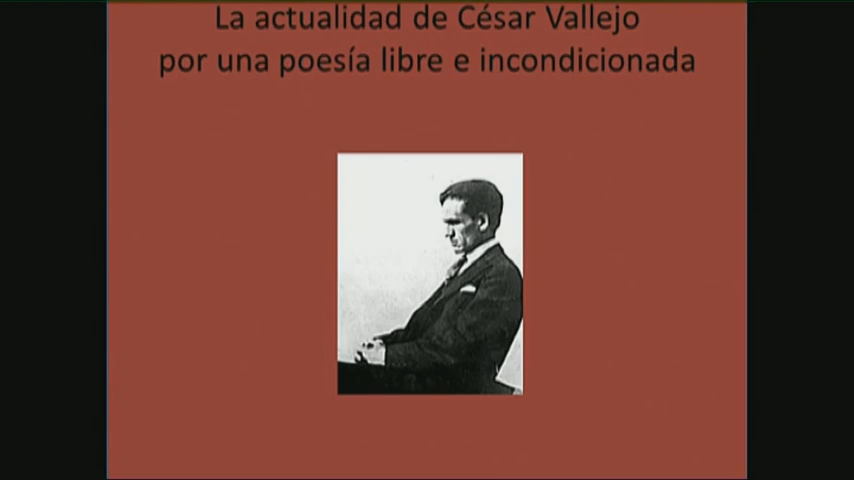 La actualidad de César Vallejo
por una poesía libre e incondicionada